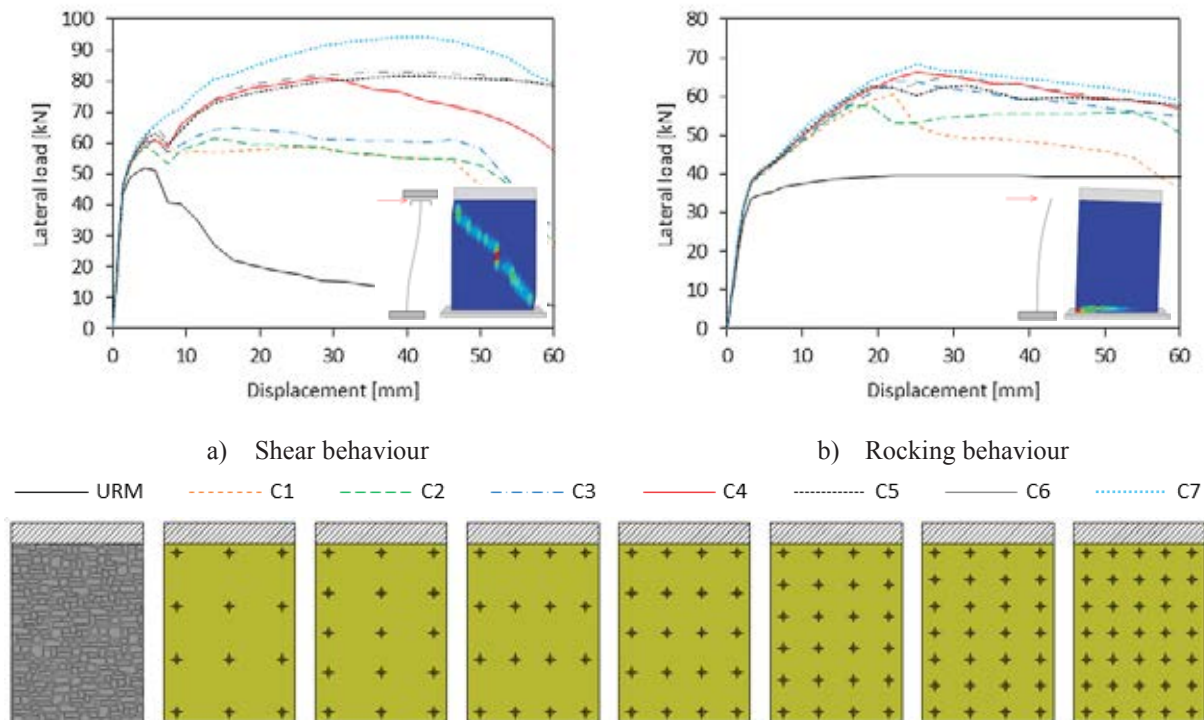 100
90
80
70
60
50
40
30
20
10
0
Lateral load [kN]
0 10 20 30 40 50 60
Displacement [mm]
80
70
60
50
40
30
20
10
0
Lateral load [kN]
0 10 20 30 40 50 60
Displacement [mm]
a) Shear behaviour
b) Rocking behaviour
URM C1 C2 C3 C4 C5 C6 C7